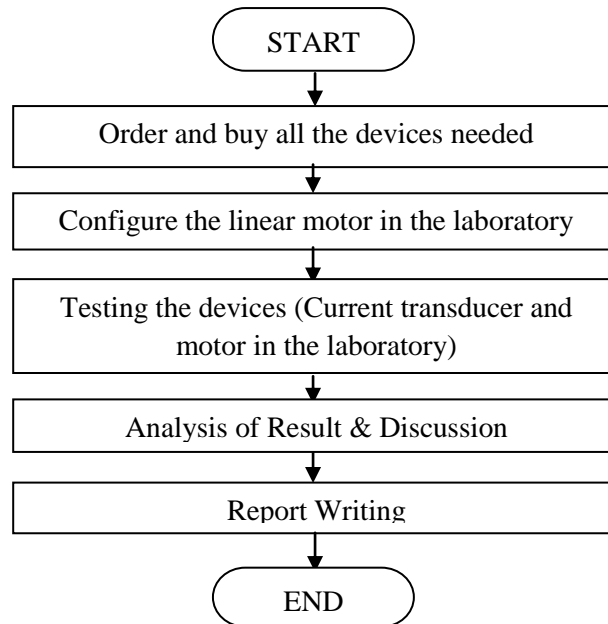 START
Order and buy all the devices needed
Configure the linear motor in the laboratory
Testing the devices (Current transducer and
motor in the laboratory)
Analysis of Result & Discussion
Report Writing
END